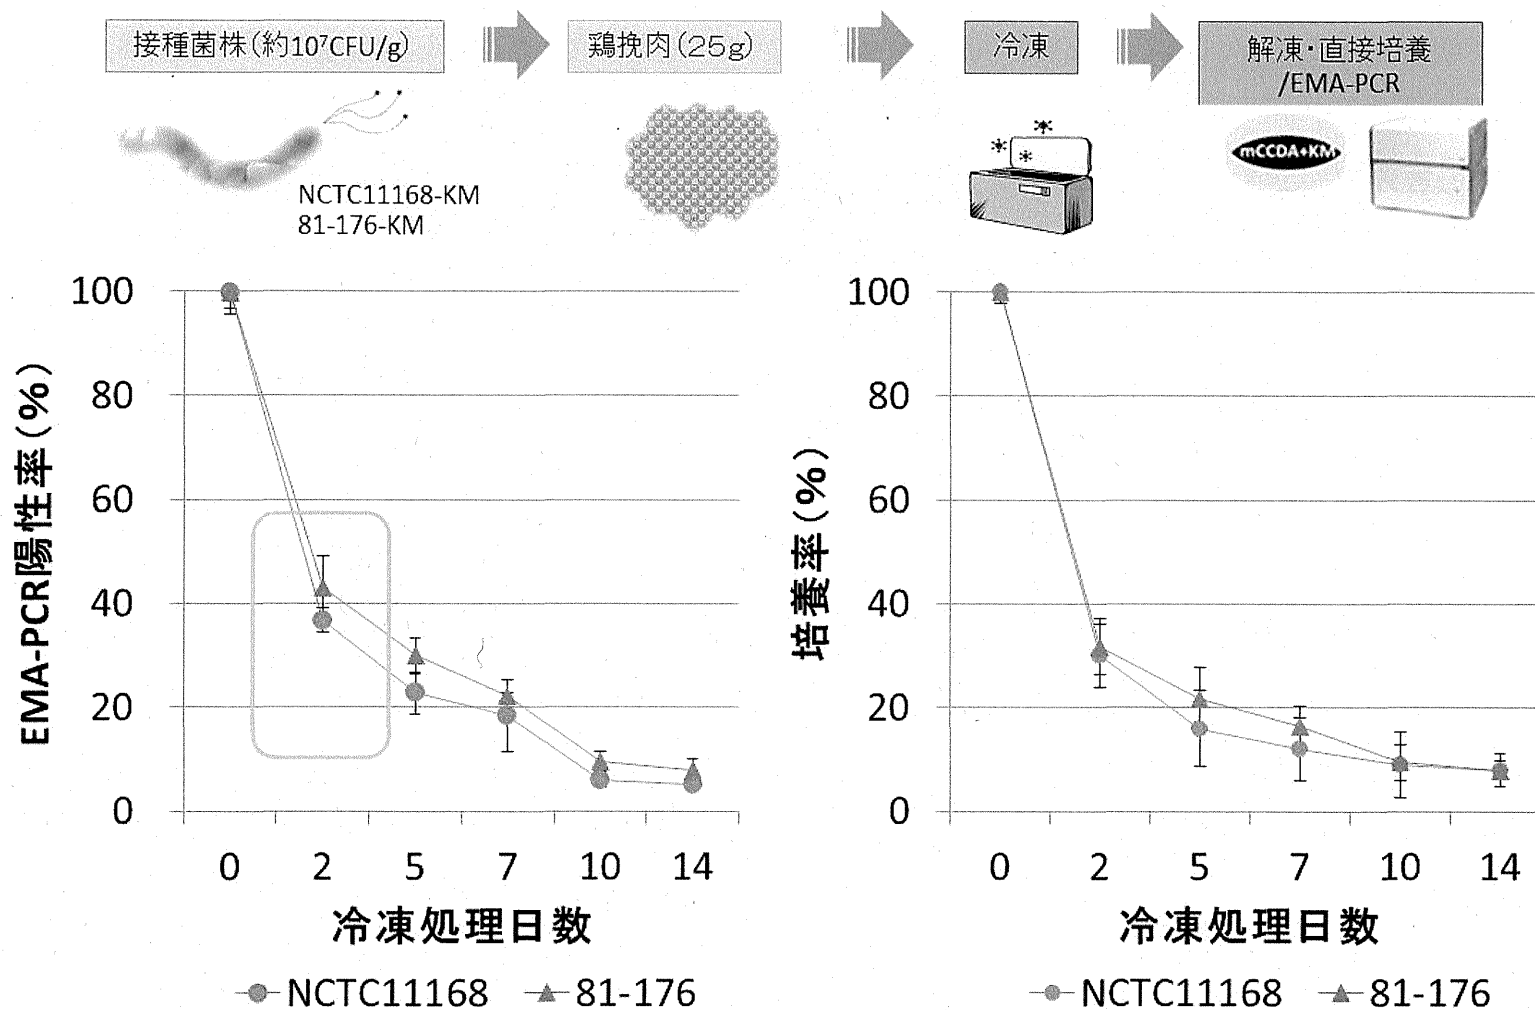 接種菌株(約10⁷CFU/g)
鶏挽肉(25g)
冷凍
解凍・直接培養
/EMA-PCR
NCTC11168-KM
81-176-KM
mCCDA+KM
EMA-PCR陽性率(%)
100
80
60
40
20
0
0 2 5 7 10 14
冷凍処理日数
NCTC11168 81-176
培養率(%)
100
80
60
40
20
0
0 2 5 7 10 14
冷凍処理日数
NCTC11168 81-176